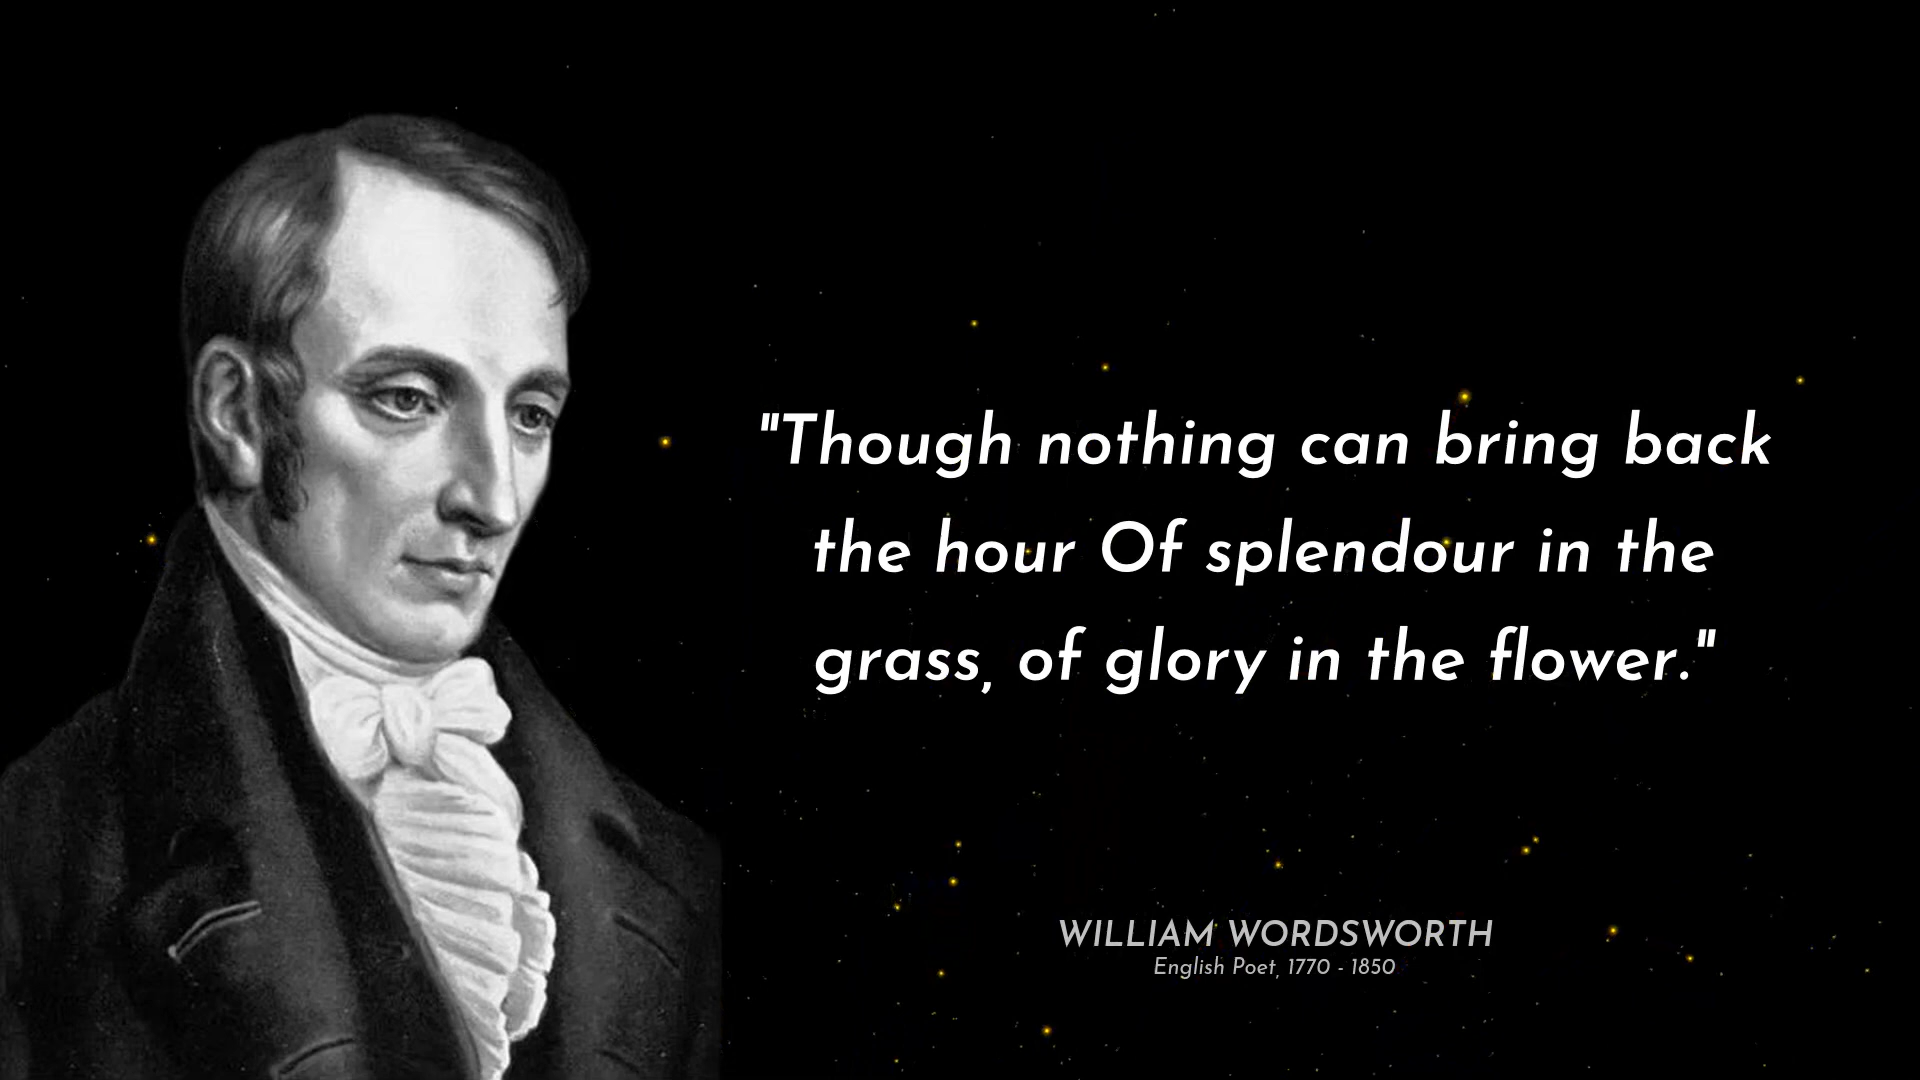 "Though nothing can bring back
the hour Of splendour in the
grass, of glory in the flower."
WILLIAM WORDSWORTH
English Poet, 1770 - 1850